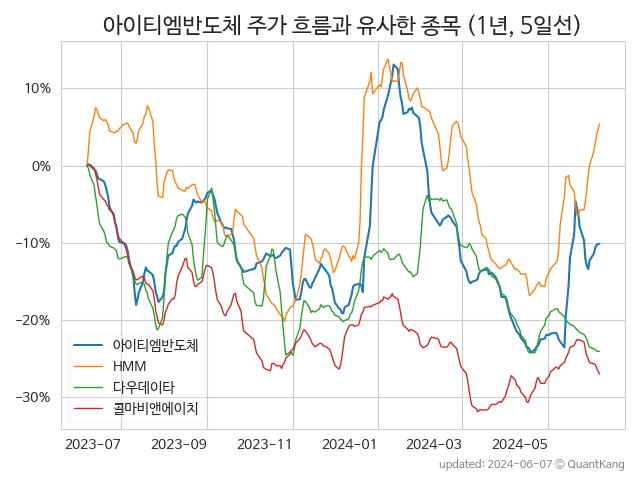 아이티엠반도체 주가 흐름과 유사한 종목 (1년, 5일선)
10%
0%
−10%
−20%
−30%
아이티엠반도체
HMM
다우데이타
콜마비앤에이치
2023-07 2023-09 2023-11 2024-01 2024-03 2024-05
updated: 2024-06-07 © QuantKang